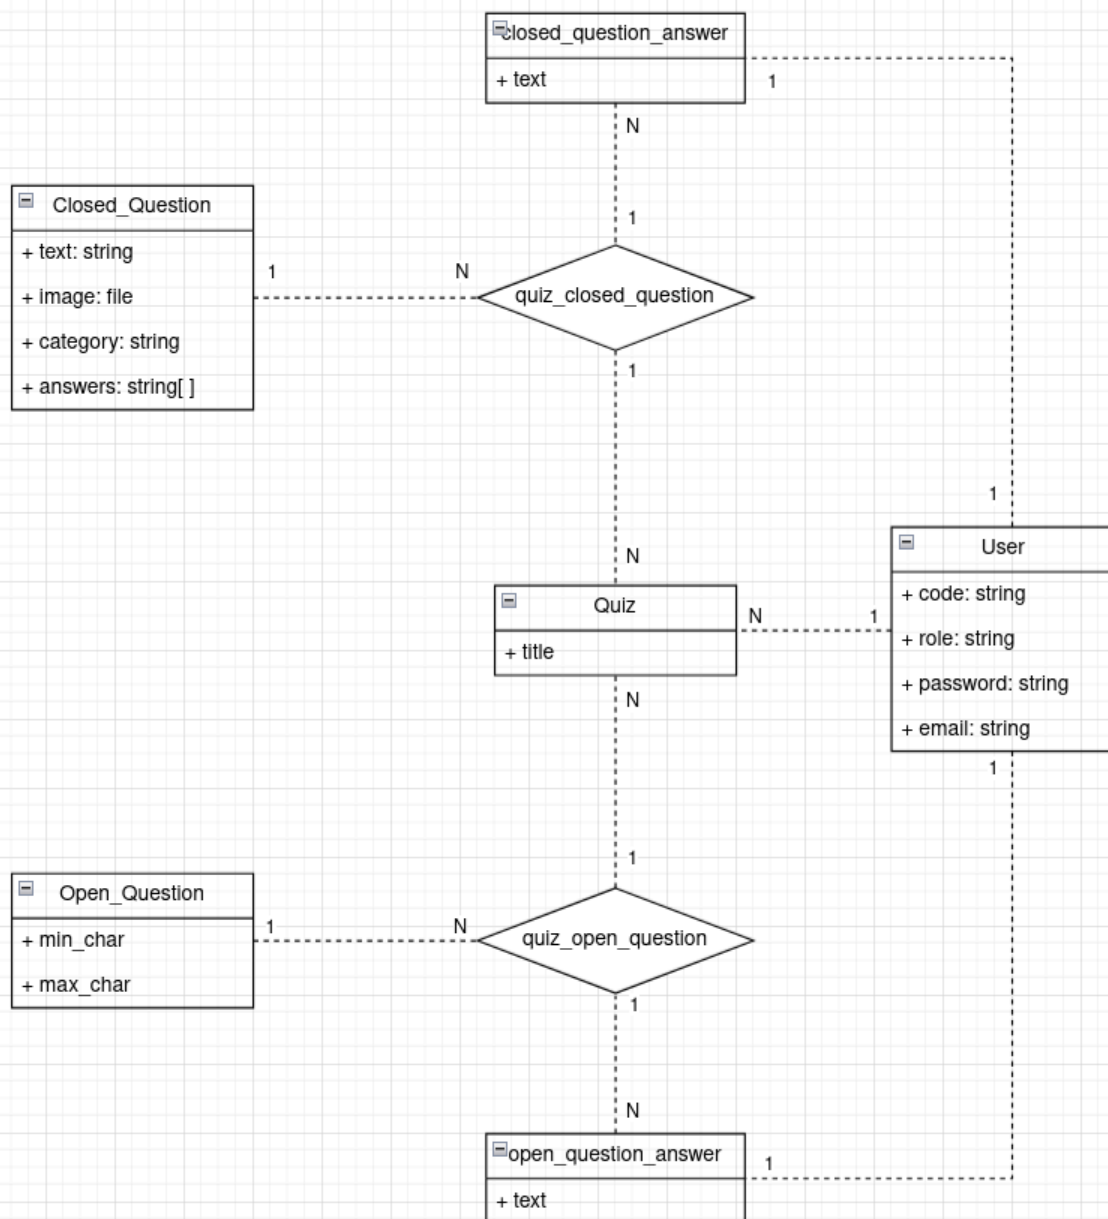 closed_question_answer
+ text
1
N
1
Closed_Question
+ text: string
+ image: file
+ category: string
+ answers: string[ ]
1
N
quiz_closed_question
1
N
1
User
+ code: string
+ role: string
+ password: string
+ email: string
1
Quiz
+ title
N
1
N
1
Open_Question
+ min_char
+ max_char
1
N
quiz_open_question
1
N
open_question_answer
+ text
1